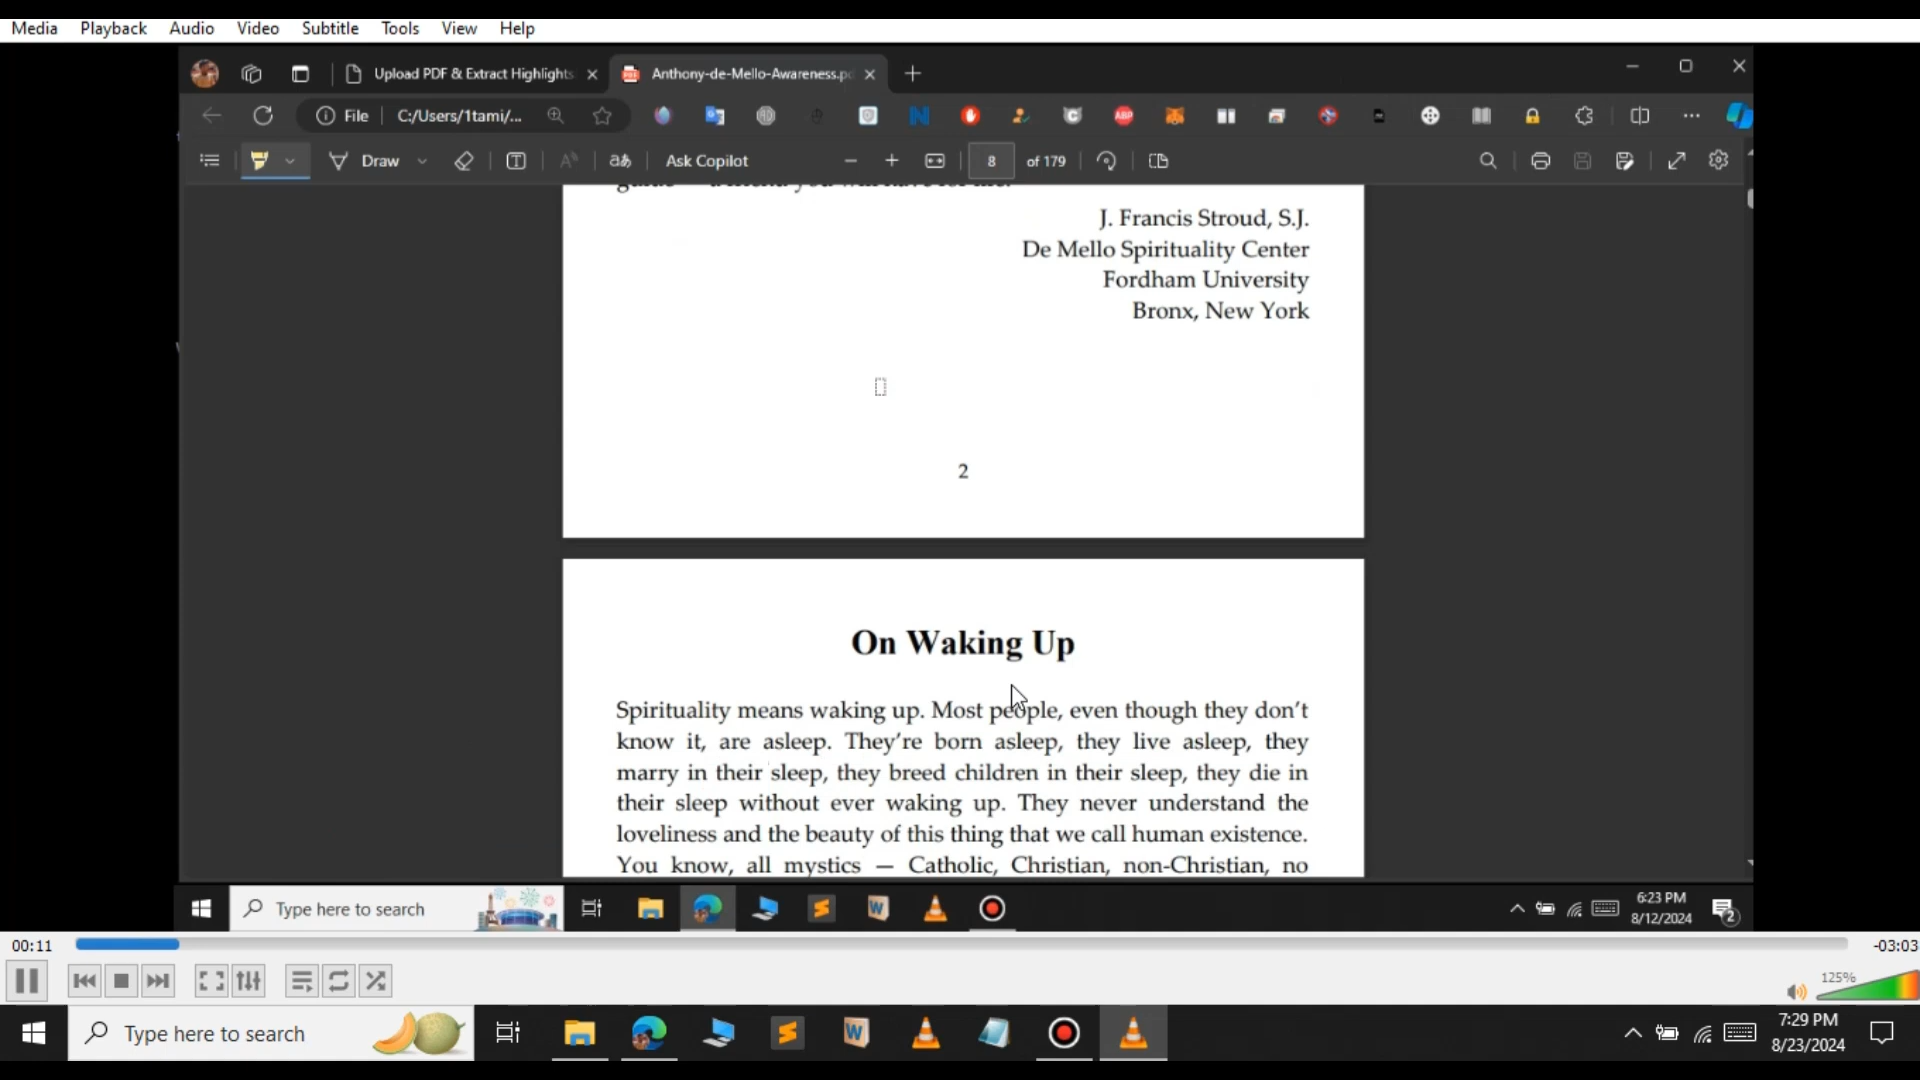 Media Playback Audio Video Subtitle Tools View Help
Upload PDF & Extract Highlights
Anthony-de-Mello-Awareness.p
File C:/Users/1tami/...
Draw Ask Copilot 8 of 179
J. Francis Stroud, S.J.
De Mello Spirituality Center
Fordham University
Bronx, New York
2
On Waking Up
Spirituality means waking up. Most people, even though they don’t
know it, are asleep. They’re born asleep, they live asleep, they
marry in their sleep, they breed children in their sleep, they die in
their sleep without ever waking up. They never understand the
loveliness and the beauty of this thing that we call human existence.
You know, all mystics — Catholic, Christian, non-Christian, no
Type here to search
6:23 PM
8/12/2024
2
00:11
-03:03
125%
Type here to search
7:29 PM
8/23/2024